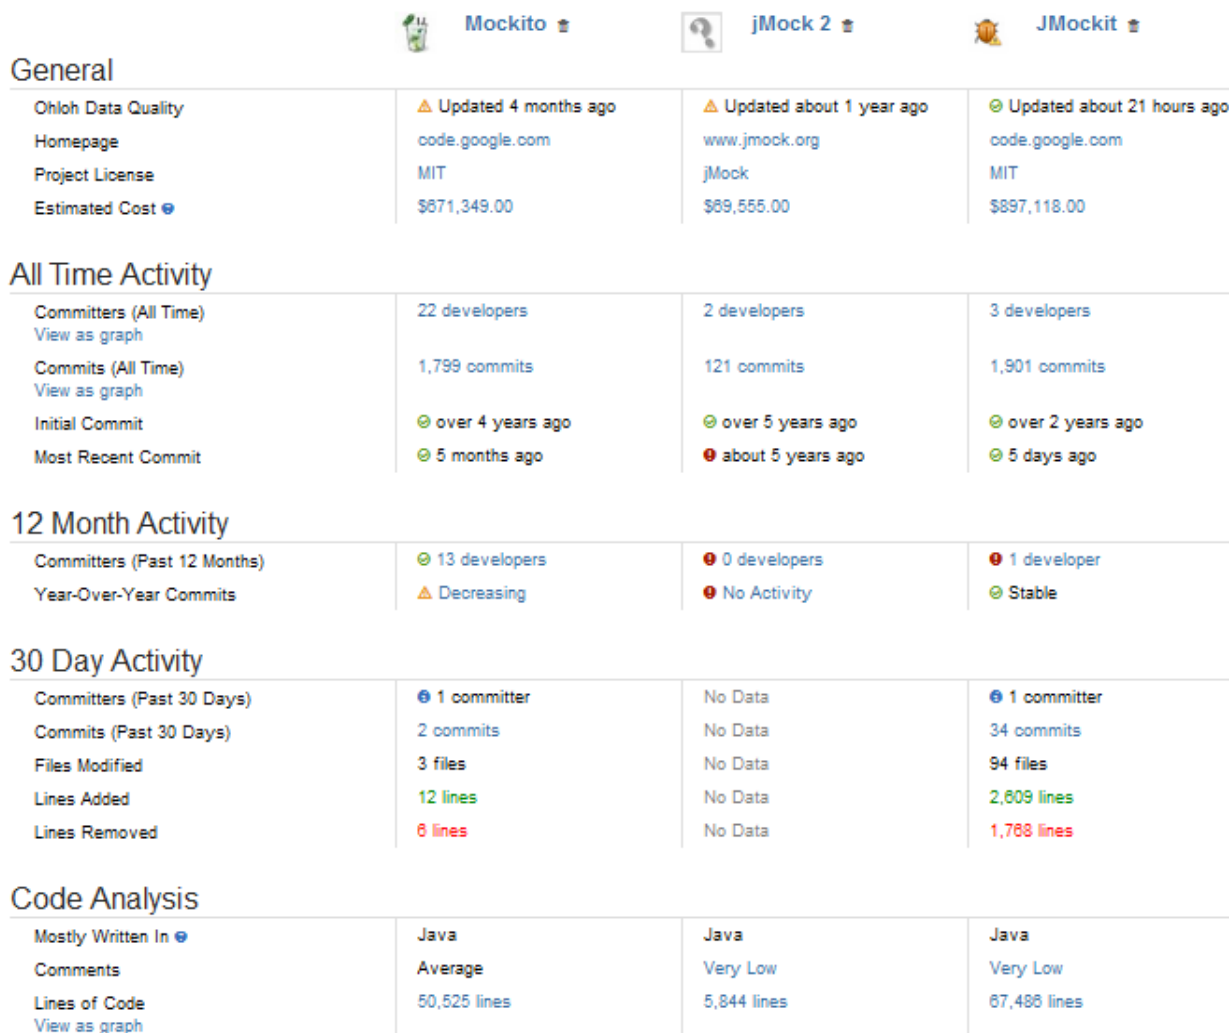 Mockito jMock 2 JMockit
General
Ohloh Data Quality Updated 4 months ago Updated about 1 year ago Updated about 21 hours ago
Homepage code.google.com www.jmock.org code.google.com
Project License MIT jMock MIT
Estimated Cost $671,349.00 $69,555.00 $897,118.00
All Time Activity
Committers (All Time) 22 developers 2 developers 3 developers
View as graph
Commits (All Time) 1,799 commits 121 commits 1,901 commits
View as graph
Initial Commit over 4 years ago over 5 years ago over 2 years ago
Most Recent Commit 5 months ago about 5 years ago 5 days ago
12 Month Activity
Committers (Past 12 Months) 13 developers 0 developers 1 developer
Year-Over-Year Commits Decreasing No Activity Stable
30 Day Activity
Committers (Past 30 Days) 1 committer No Data 1 committer
Commits (Past 30 Days) 2 commits No Data 34 commits
Files Modified 3 files No Data 94 files
Lines Added 12 lines No Data 2,609 lines
Lines Removed 6 lines No Data 1,768 lines
Code Analysis
Mostly Written In Java Java Java
Comments Average Very Low Very Low
Lines of Code 50,525 lines 5,844 lines 67,486 lines
View as graph